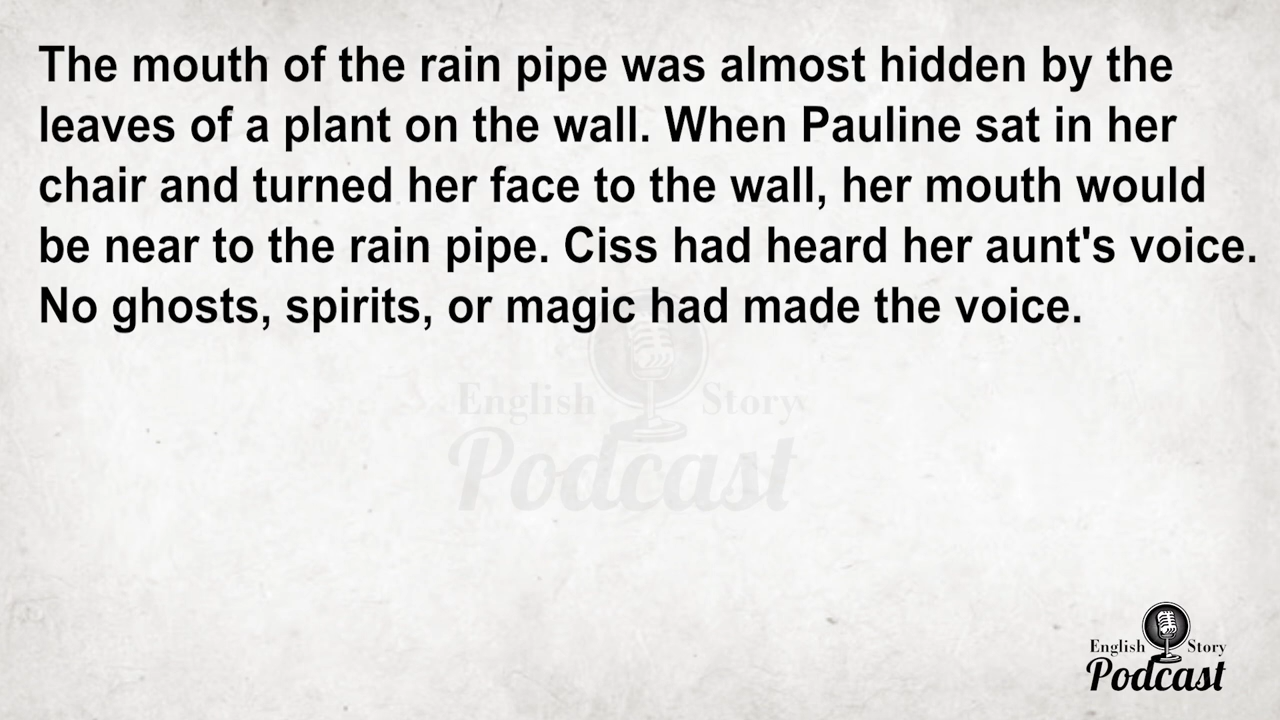 The mouth of the rain pipe was almost hidden by the
leaves of a plant on the wall. When Pauline sat in her
chair and turned her face to the wall, her mouth would
be near to the rain pipe. Ciss had heard her aunt's voice.
No ghosts, spirits, or magic had made the voice.
English Story
Podcast
English Story
Podcast